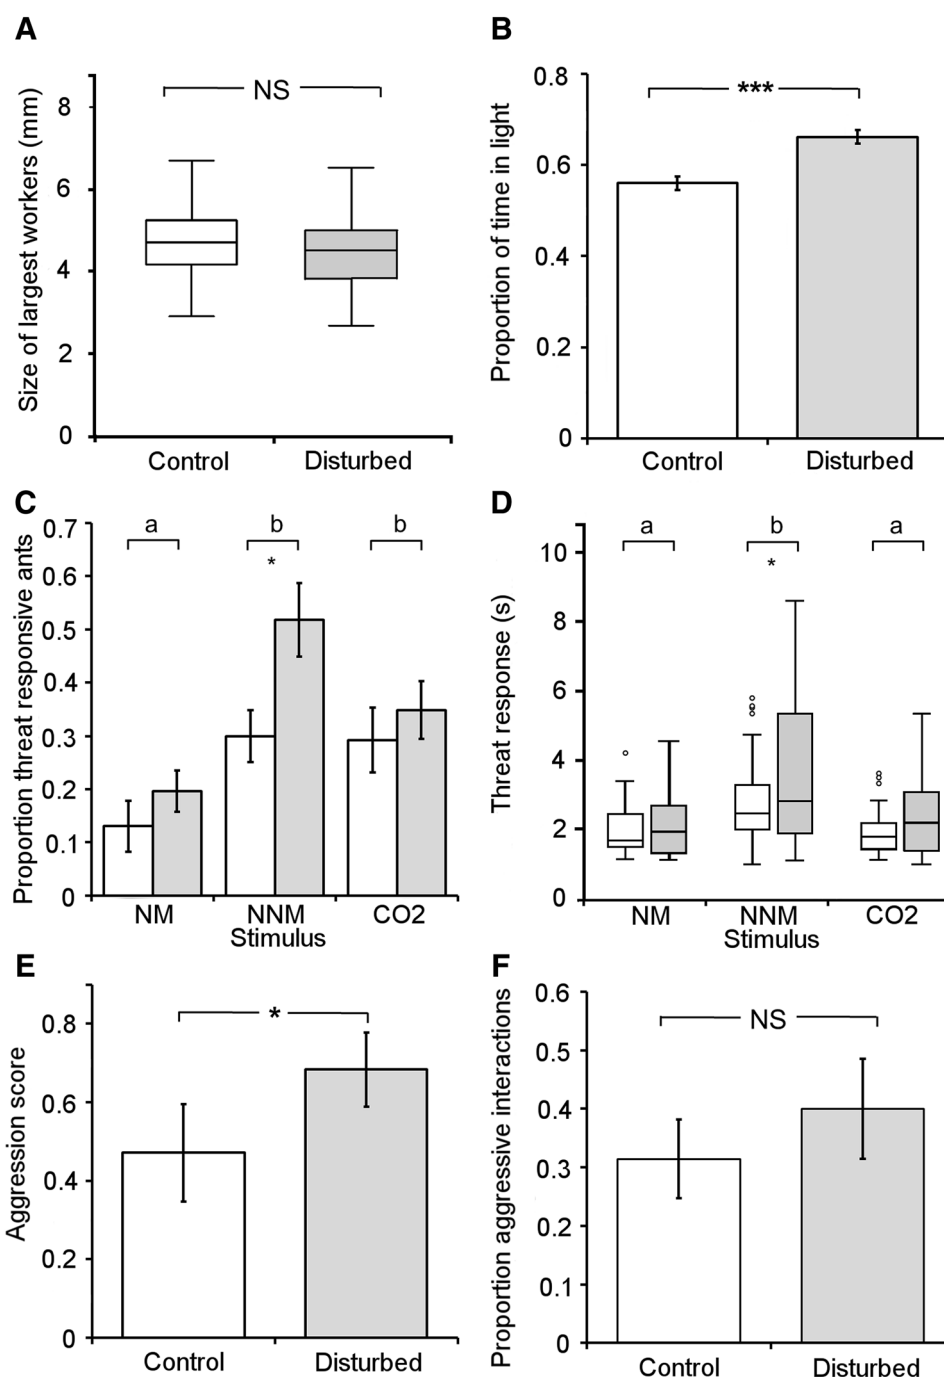 A
Size of largest workers (mm)
8
6
4
2
0
NS
Control Disturbed
B
Proportion of time in light
0.8
0.6
0.4
0.2
0
***
Control Disturbed
C
Proportion threat responsive ants
0.7
0.6
0.5
0.4
0.3
0.2
0.1
0
a b b
*
NM NNM CO2
Stimulus
D
Threat response (s)
10
8
6
4
2
0
a b a
*
NM NNM CO2
Stimulus
E
Aggression score
0.8
0.6
0.4
0.2
0
*
Control Disturbed
F
Proportion aggressive interactions
0.6
0.5
0.4
0.3
0.2
0.1
0
NS
Control Disturbed